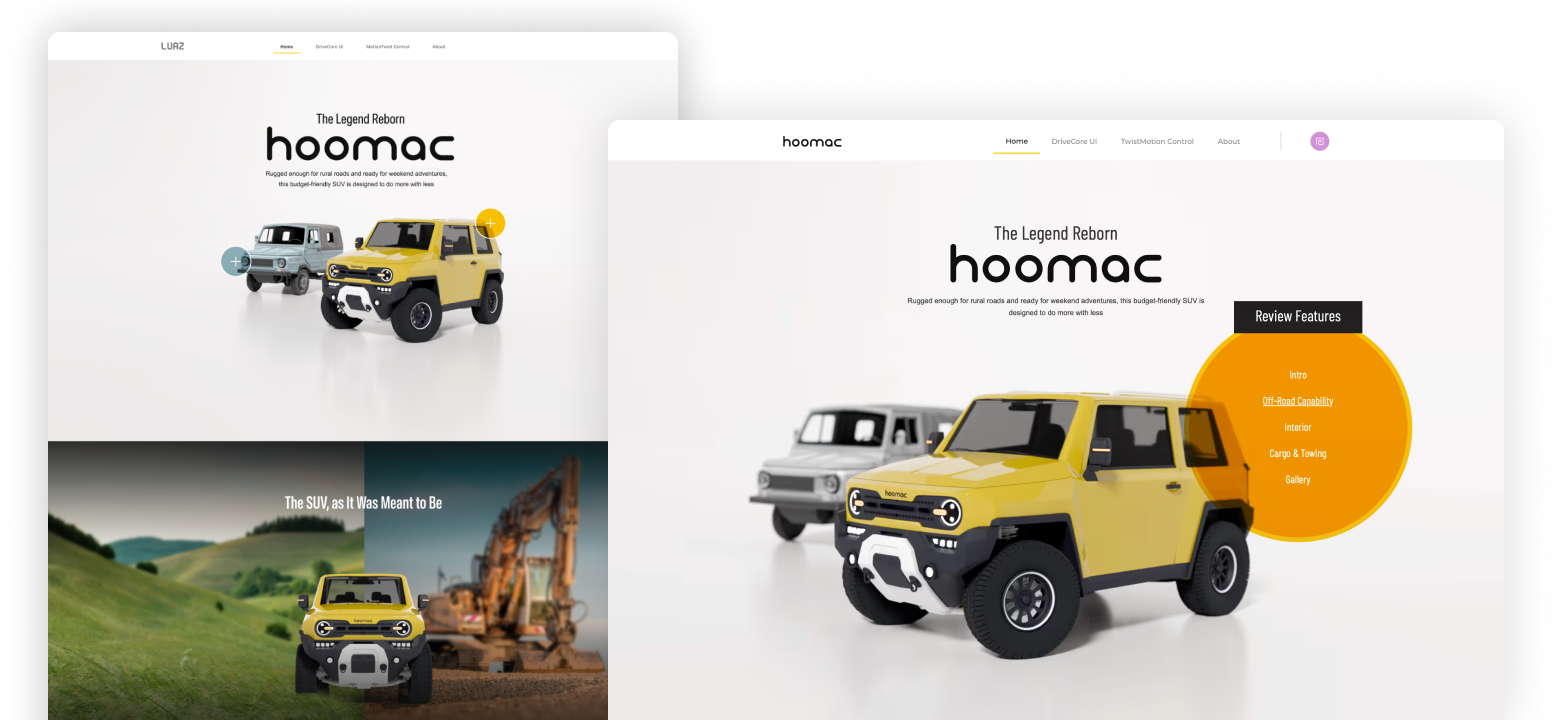 LUAZ
Home DriveCore UI MotionTwist Control About
The Legend Reborn
hoomac
Rugged enough for rural roads and ready for weekend adventures,
this budget-friendly SUV is designed to do more with less
hoomac
The SUV, as It Was Meant to Be
hoomac
hoomac
Home DriveCore UI TwistMotion Control About
The Legend Reborn
hoomac
Rugged enough for rural roads and ready for weekend adventures, this budget-friendly SUV is
designed to do more with less
Review Features
Intro
Off-Road Capability
Interior
Cargo & Towing
Gallery
hoomac